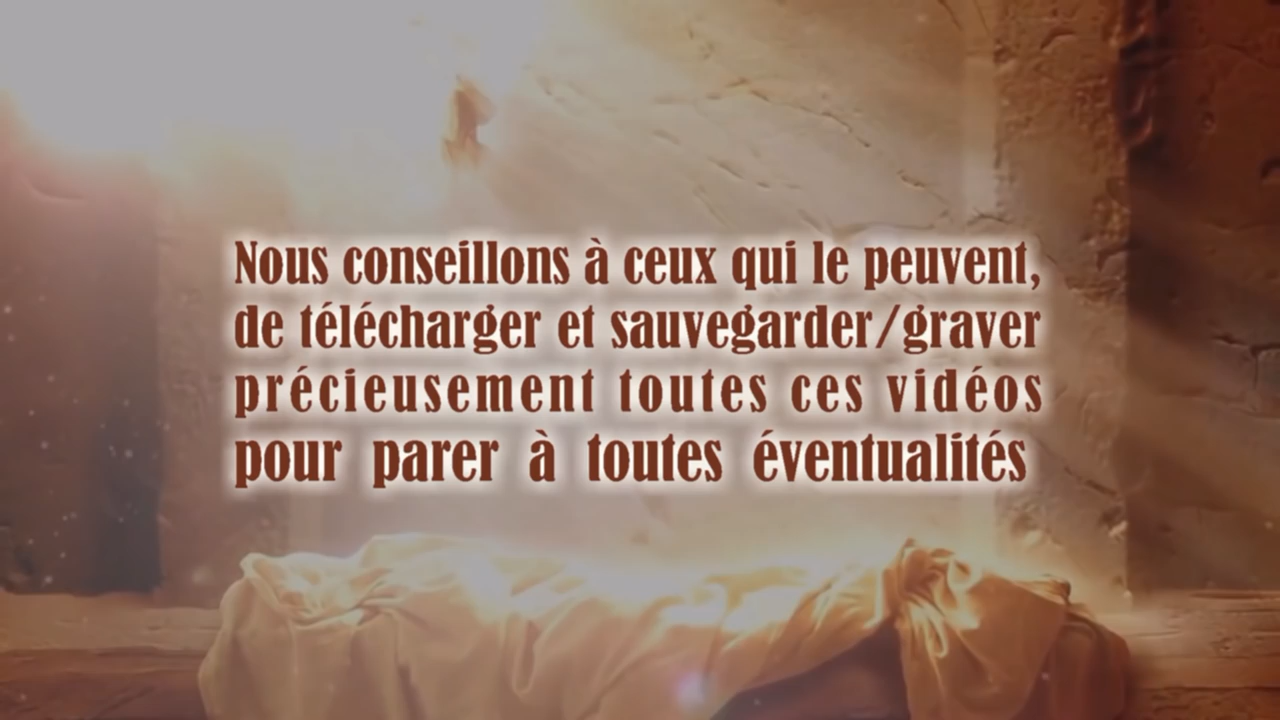 Nous conseillons à ceux qui le peuvent,
de télécharger et sauvegarder/graver
précieusement toutes ces vidéos
pour parer à toutes éventualités